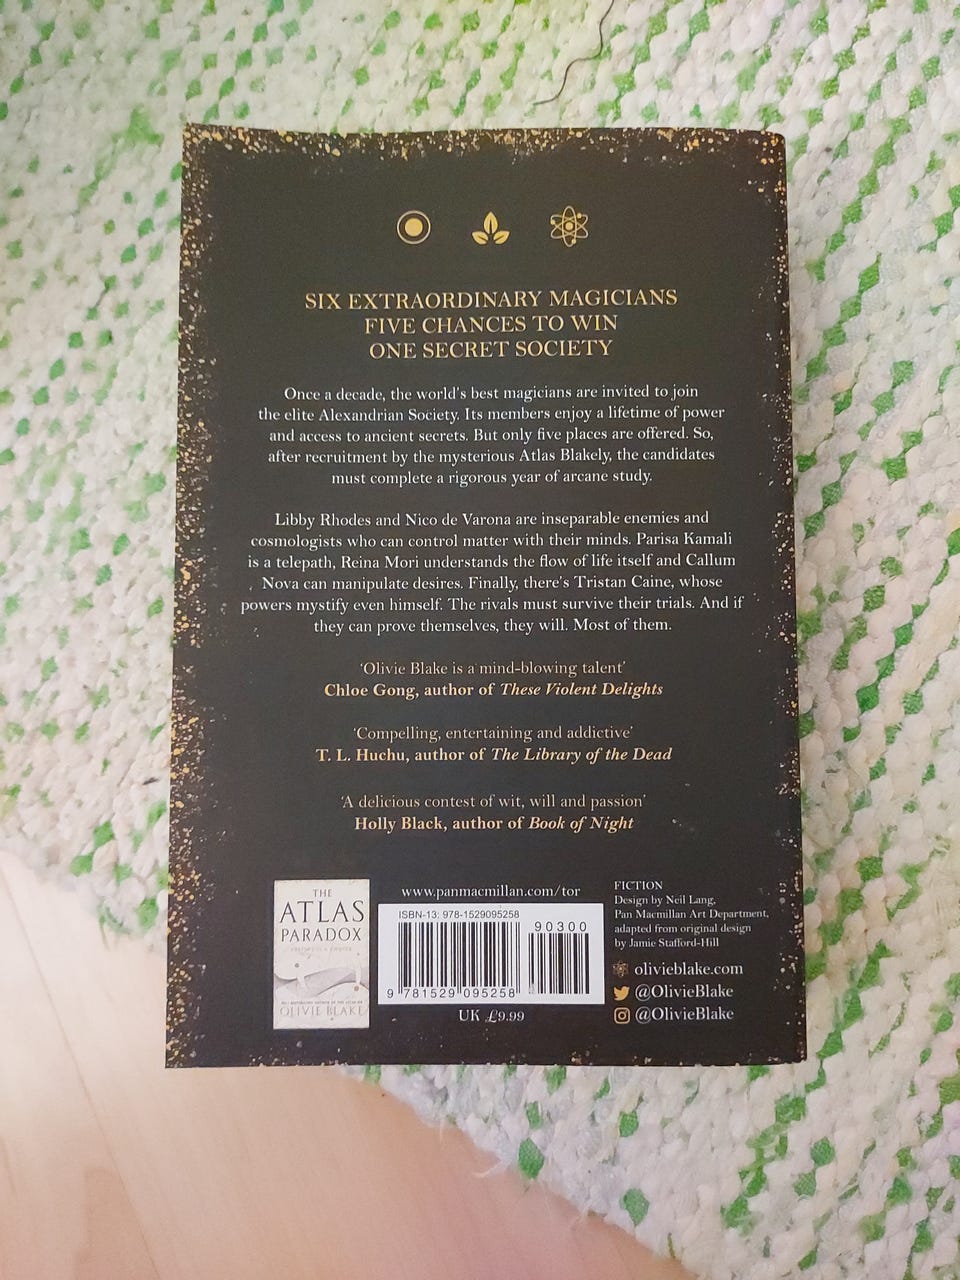 SIX EXTRAORDINARY MAGICIANS
FIVE CHANCES TO WIN
ONE SECRET SOCIETY
Once a decade, the world's best magicians are invited to join
the elite Alexandrian Society. Its members enjoy a lifetime of power
and access to ancient secrets. But only five places are offered. So,
after recruitment by the mysterious Atlas Blakely, the candidates
must complete a rigorous year of arcane study.
Libby Rhodes and Nico de Varona are inseparable enemies and
cosmologists who can control matter with their minds. Parisa Kamali
is a telepath, Reina Mori understands the flow of life itself and Callum
Nova can manipulate desires. Finally, there's Tristan Caine, whose
powers mystify even himself. The rivals must survive their trials. And if
they can prove themselves, they will. Most of them.
'Olivie Blake is a mind-blowing talent'
Chloe Gong, author of These Violent Delights
'Compelling, entertaining and addictive'
T. L. Huchu, author of The Library of the Dead
'A delicious contest of wit, will and passion'
Holly Black, author of Book of Night
THE
ATLAS
PARADOX
OLIVIE BLAKE
www.panmacmillan.com/tor
ISBN-13: 978-1529095258
90300
9 781529 095258
UK £9.99
FICTION
Design by Neil Lang,
Pan Macmillan Art Department,
adapted from original design
by Jamie Stafford-Hill
olivieblake.com
@OlivieBlake
@OlivieBlake